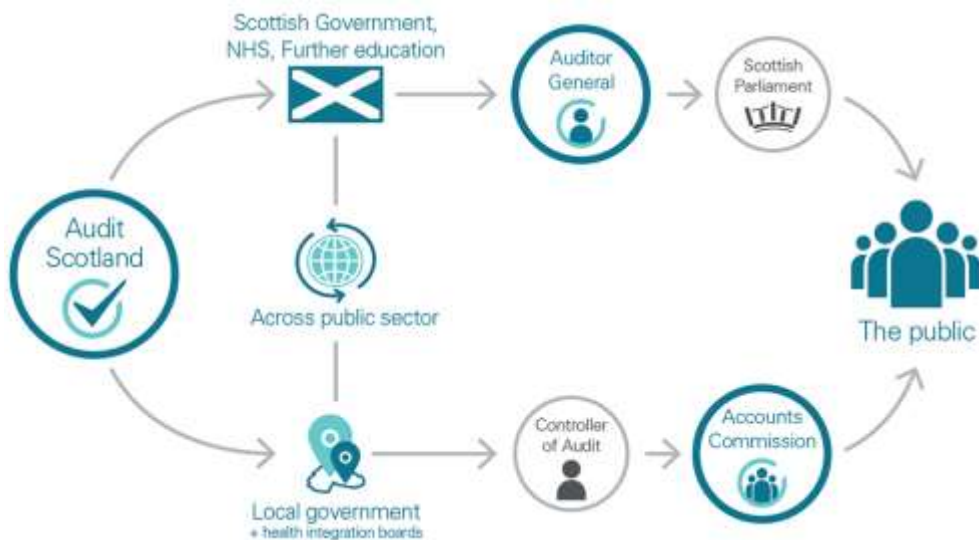 Scottish Government,
NHS, Further education
Auditor
General
Scottish
Parliament
Audit
Scotland
Across public sector
The public
Local government
+ health integration boards
Controller
of Audit
Accounts
Commission